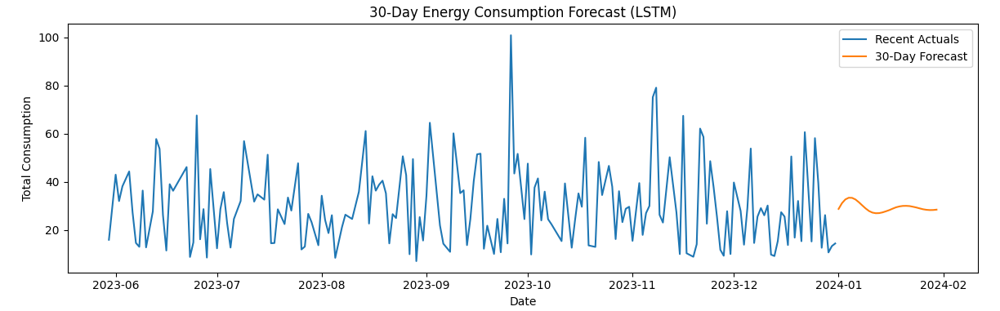 30-Day Energy Consumption Forecast (LSTM)
Recent Actuals
30-Day Forecast
100
80
60
40
20
Total Consumption
2023-06 2023-07 2023-08 2023-09 2023-10 2023-11 2023-12 2024-01 2024-02
Date